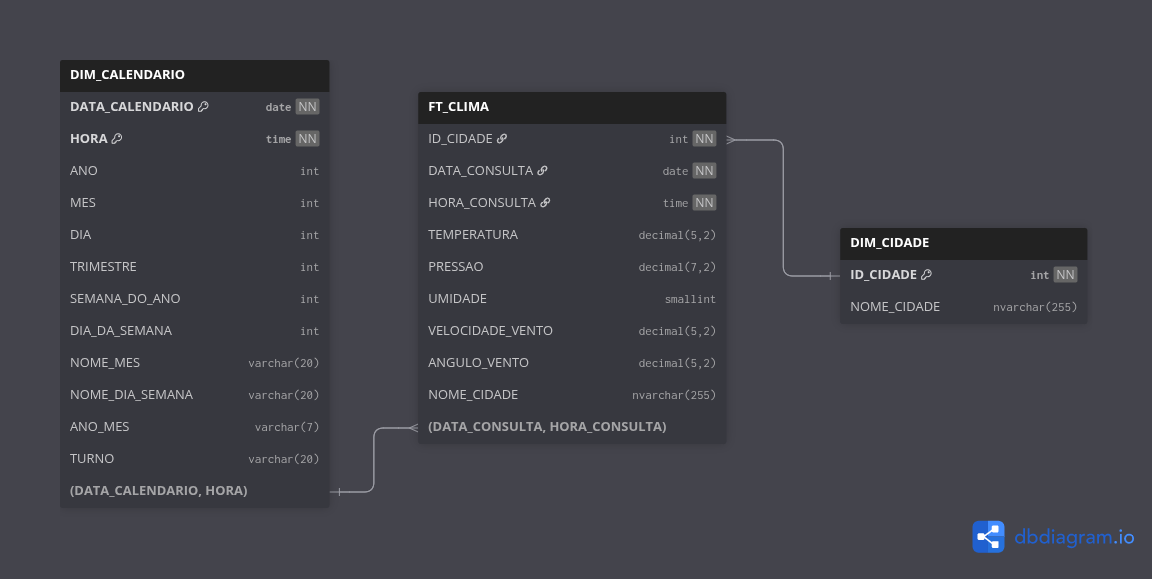 DIM_CALENDARIO
DATA_CALENDARIO date NN
HORA time NN
ANO int
MES int
DIA int
TRIMESTRE int
SEMANA_DO_ANO int
DIA_DA_SEMANA int
NOME_MES varchar(20)
NOME_DIA_SEMANA varchar(20)
ANO_MES varchar(7)
TURNO varchar(20)
(DATA_CALENDARIO, HORA)
FT_CLIMA
ID_CIDADE int NN
DATA_CONSULTA date NN
HORA_CONSULTA time NN
TEMPERATURA decimal(5,2)
PRESSAO decimal(7,2)
UMIDADE smallint
VELOCIDADE_VENTO decimal(5,2)
ANGULO_VENTO decimal(5,2)
NOME_CIDADE nvarchar(255)
(DATA_CONSULTA, HORA_CONSULTA)
DIM_CIDADE
ID_CIDADE int NN
NOME_CIDADE nvarchar(255)
dbdiagram.io